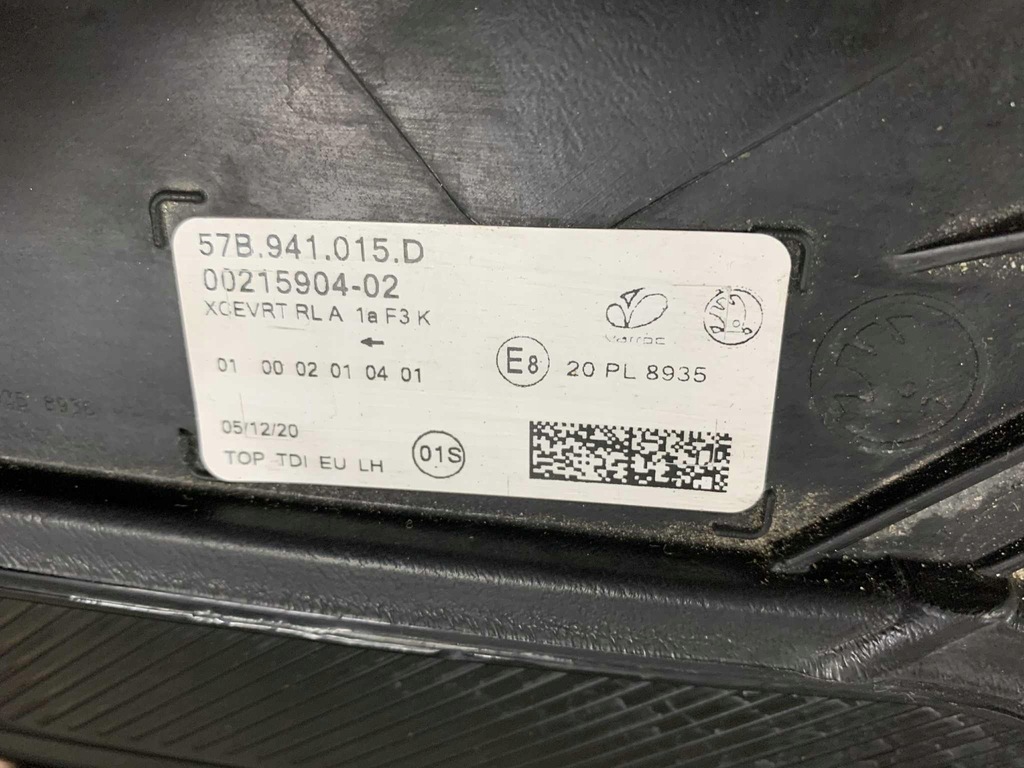 57B.941.015.D
00215904-02
RL A 1a F3 K
←
01 00 02 01 04 01
E8 20 PL 8935
05/12/20
TOP TDI EU LH 01S